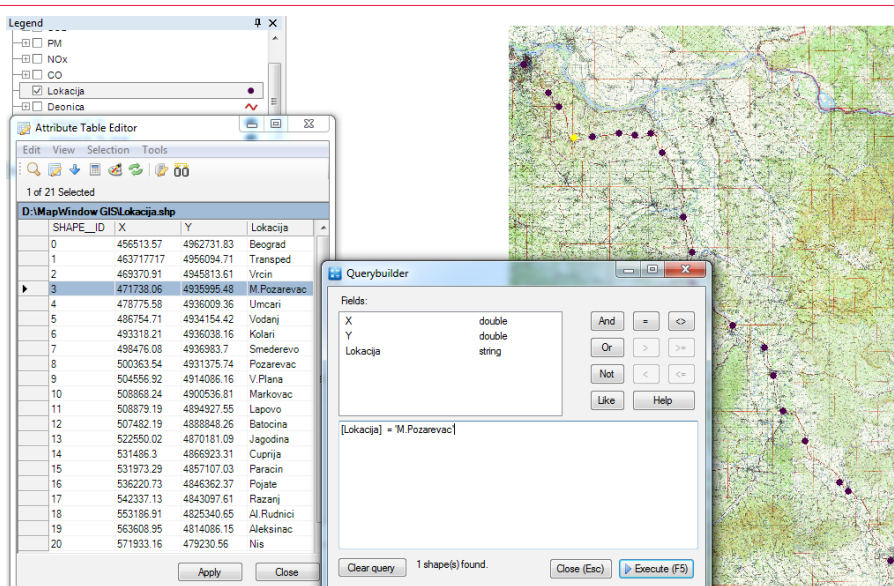 Legend
PM
NOx
CO
Lokacija
Deonica
Attribute Table Editor
Edit View Selection Tools
1 of 21 Selected
D:\MapWindow GIS\Lokacija.shp
SHAPE__ID X Y Lokacija
0 456513.57 4962731.83 Beograd
1 463717717 4956094.71 Transped
2 469370.91 4945813.61 Vrcin
3 471738.06 4935995.48 M.Pozarevac
4 478775.58 4936009.36 Umcari
5 486754.71 4934154.42 Vodanj
6 493318.21 4936038.16 Kolari
7 498476.08 4936983.7 Smederevo
8 500363.54 4931375.74 Pozarevac
9 504556.92 4914086.16 V.Plana
10 508868.24 4900536.81 Markovac
11 508879.19 4894927.55 Lapovo
12 507482.19 4888848.26 Batocina
13 522550.02 4870181.09 Jagodina
14 531486.3 4866923.31 Cuprija
15 531973.29 4857107.03 Paracin
16 536220.73 4846362.37 Pojate
17 542337.13 4843097.61 Razanj
18 553186.91 4825340.65 Al.Rudnici
19 563608.95 4814086.15 Aleksinac
20 571933.16 479230.56 Nis
Apply Close
Querybuilder
Fields:
X double
Y double
Lokacija string
And = <>
Or > >=
Not < <=
Like Help
[Lokacija] = 'M.Pozarevac'
Clear query 1 shape(s) found. Close (Esc) Execute (F5)